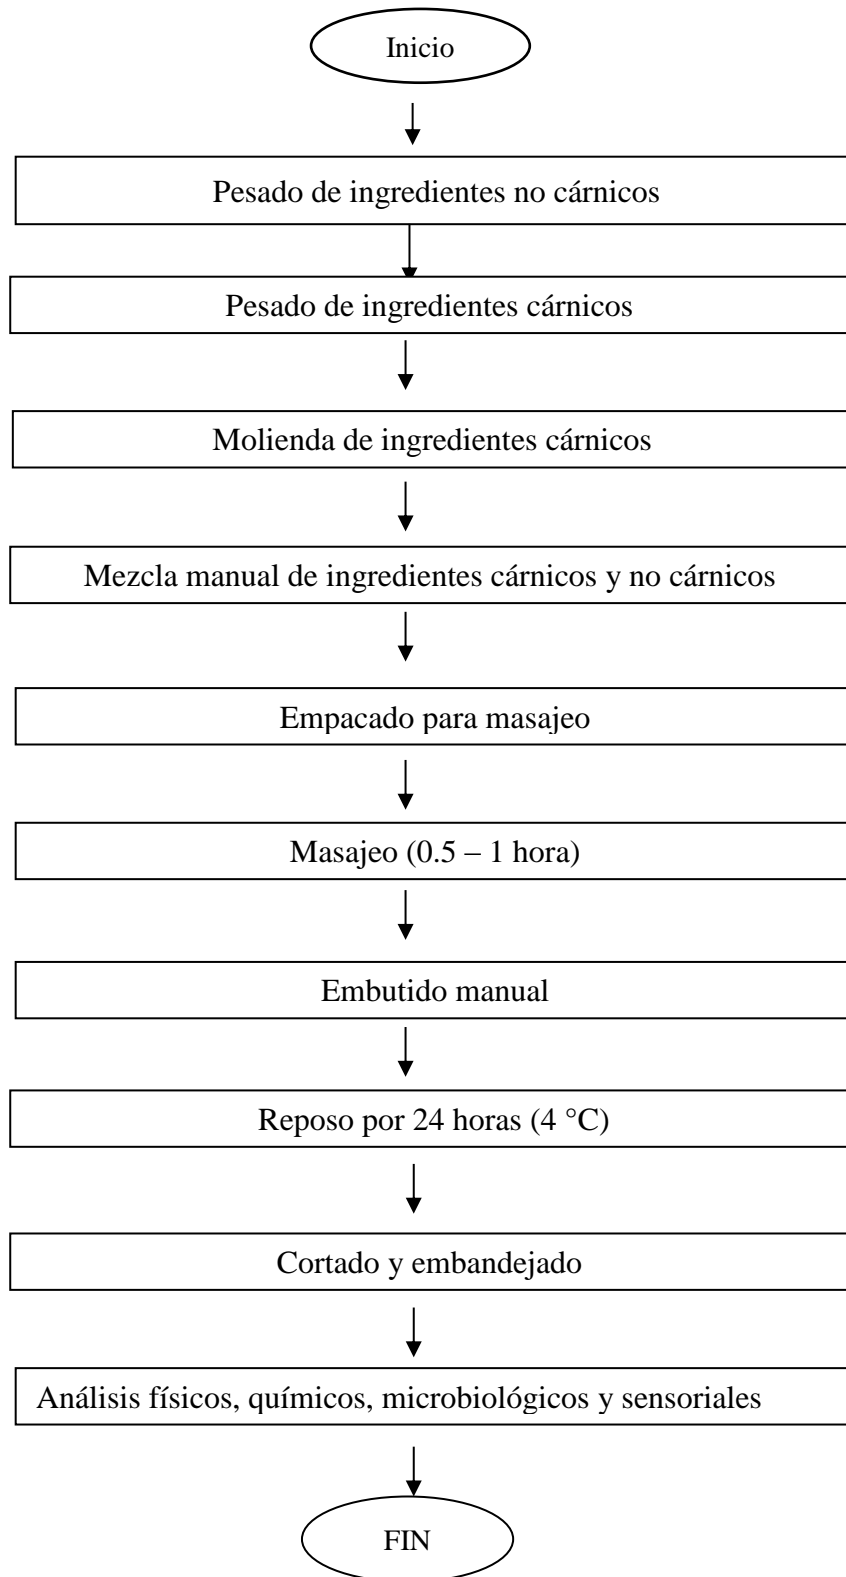 Inicio
Pesado de ingredientes no cárnicos
Pesado de ingredientes cárnicos
Molienda de ingredientes cárnicos
Mezcla manual de ingredientes cárnicos y no cárnicos
Empacado para masajeo
Masajeo (0.5 – 1 hora)
Embutido manual
Reposo por 24 horas (4 °C)
Cortado y embandejado
Análisis físicos, químicos, microbiológicos y sensoriales
FIN